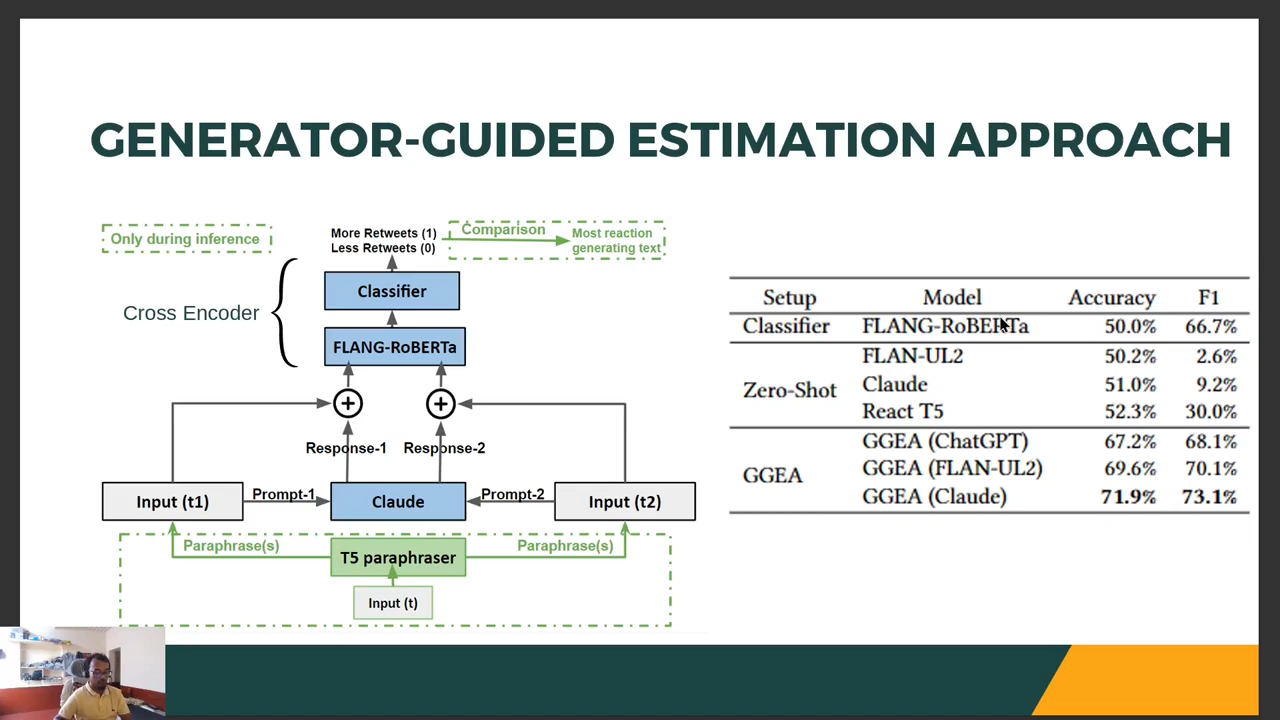 GENERATOR-GUIDED ESTIMATION APPROACH
Only during inference
More Retweets (1)
Less Retweets (0)
Comparison
Most reaction
generating text
Cross Encoder
Classifier
FLANG-RoBERTa
+ +
Response-1 Response-2
Input (t1) Prompt-1 Claude Prompt-2 Input (t2)
Paraphrase(s) T5 paraphraser Paraphrase(s)
Input (t)
Setup Model Accuracy F1
Classifier FLANG-RoBERTa 50.0% 66.7%
Zero-Shot FLAN-UL2 50.2% 2.6%
Claude 51.0% 9.2%
React T5 52.3% 30.0%
GGEA GGEA (ChatGPT) 67.2% 68.1%
GGEA (FLAN-UL2) 69.6% 70.1%
GGEA (Claude) 71.9% 73.1%